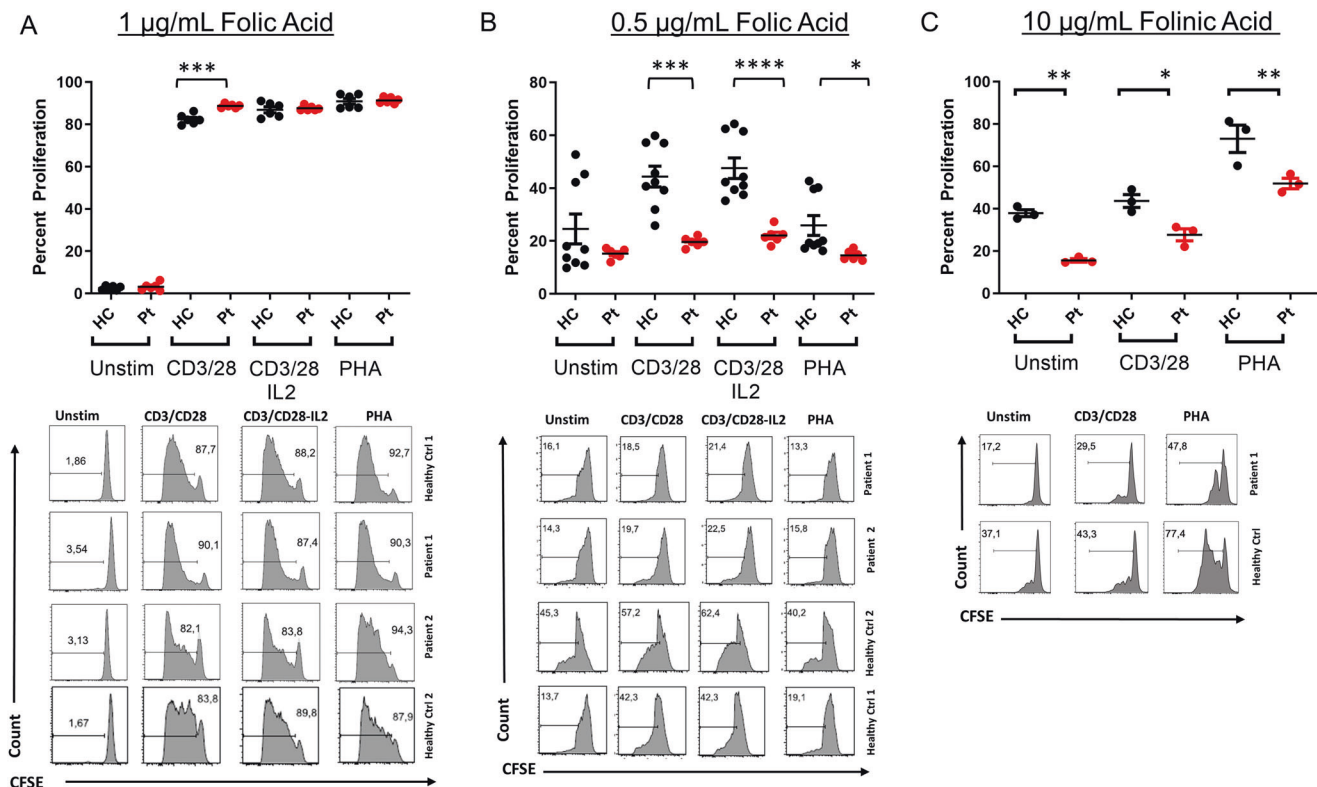 A
1 µg/mL Folic Acid
***
Percent Proliferation
100
80
60
40
20
0
HC Pt HC Pt HC Pt HC Pt
Unstim CD3/28 CD3/28 PHA
IL2
Unstim CD3/CD28 CD3/CD28-IL2 PHA
1,86 87,7 88,2 92,7 Healthy Ctrl 1
3,54 90,1 87,4 90,3 Patient 1
3,13 82,1 83,8 94,3 Patient 2
1,67 83,8 89,8 87,9 Healthy Ctrl 2
Count
CFSE
B
0.5 µg/mL Folic Acid
*** **** *
Percent Proliferation
80
60
40
20
0
HC Pt HC Pt HC Pt HC Pt
Unstim CD3/28 CD3/28 PHA
IL2
Unstim CD3/CD28 CD3/CD28-IL2 PHA
16,1 18,5 21,4 13,3 Patient 1
14,3 19,7 22,5 15,8 Patient 2
45,3 57,2 62,4 40,2 Healthy Ctrl 2
13,7 42,3 42,3 19,1 Healthy Ctrl 1
Count
CFSE
C
10 µg/mL Folinic Acid
** * **
Percent Proliferation
100
80
60
40
20
0
HC Pt HC Pt HC Pt
Unstim CD3/28 PHA
Unstim CD3/CD28 PHA
17,2 29,5 47,8 Patient 1
37,1 43,3 77,4 Healthy Ctrl
Count
CFSE